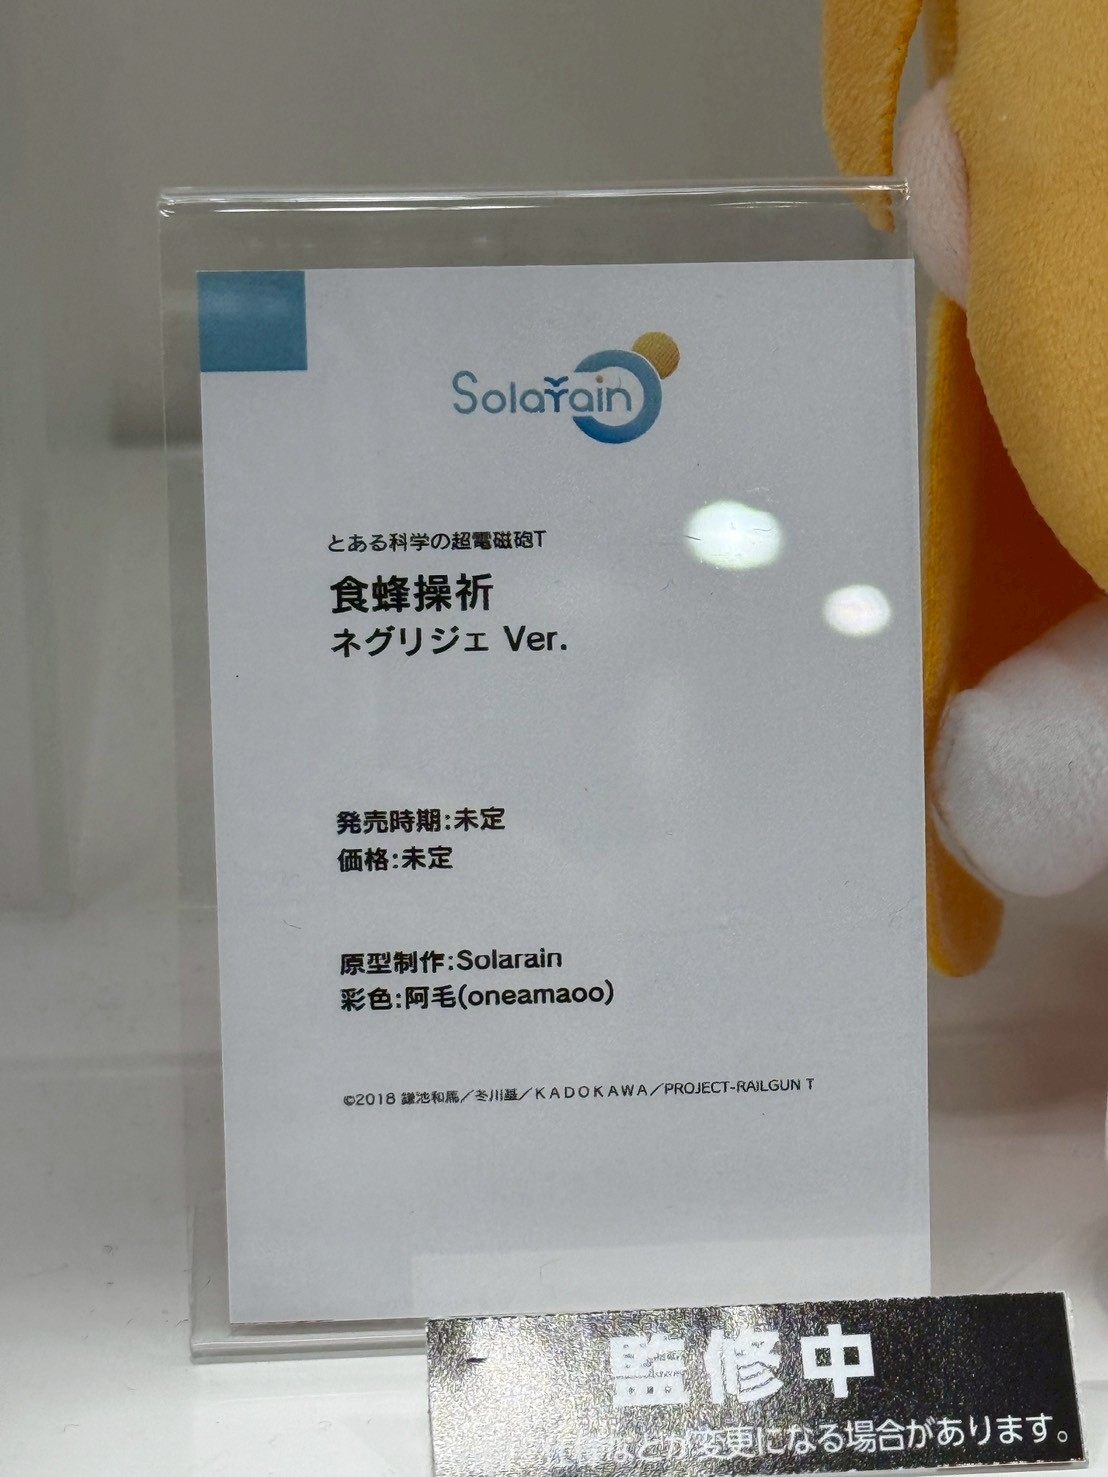 Solarain
とある科学の超電磁砲T
食蜂操祈
ネグリジェ Ver.
発売時期:未定
価格:未定
原型制作:Solarain
彩色:阿毛(oneamaoo)
©2018 鎌池和馬／冬川基／KADOKAWA／PROJECT-RAILGUN T
監修中
変更になる場合があります。